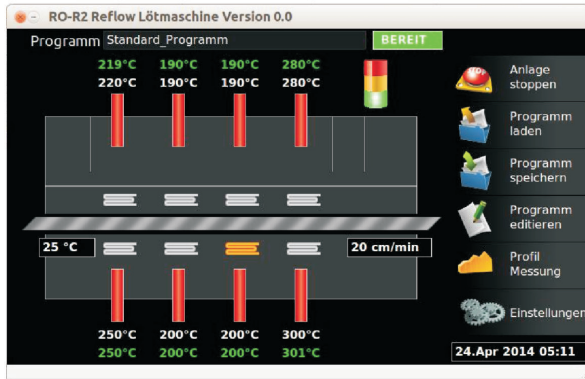 RO-R2 Reflow Lötmaschine Version 0.0
Programm Standard_Programm BEREIT
219°C 190°C 190°C 280°C
220°C 190°C 190°C 280°C
STOP
Anlage
stoppen
Programm
laden
Programm
speichern
Programm
editieren
25 °C 20 cm/min
Profil
Messung
Einstellungen
250°C 200°C 200°C 300°C
250°C 200°C 200°C 301°C
24.Apr 2014 05:11